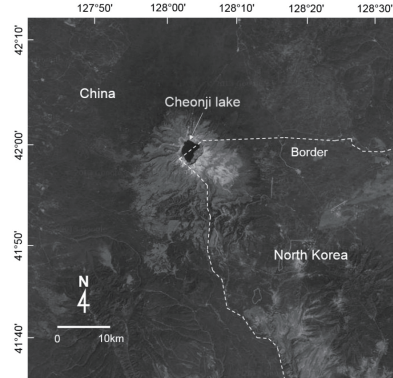 127°50' 128°00' 128°10' 128°20' 128°30'
42°10'
China
Cheonji lake
42°00'
Border
41°50'
North Korea
N
41°40'
0 10km